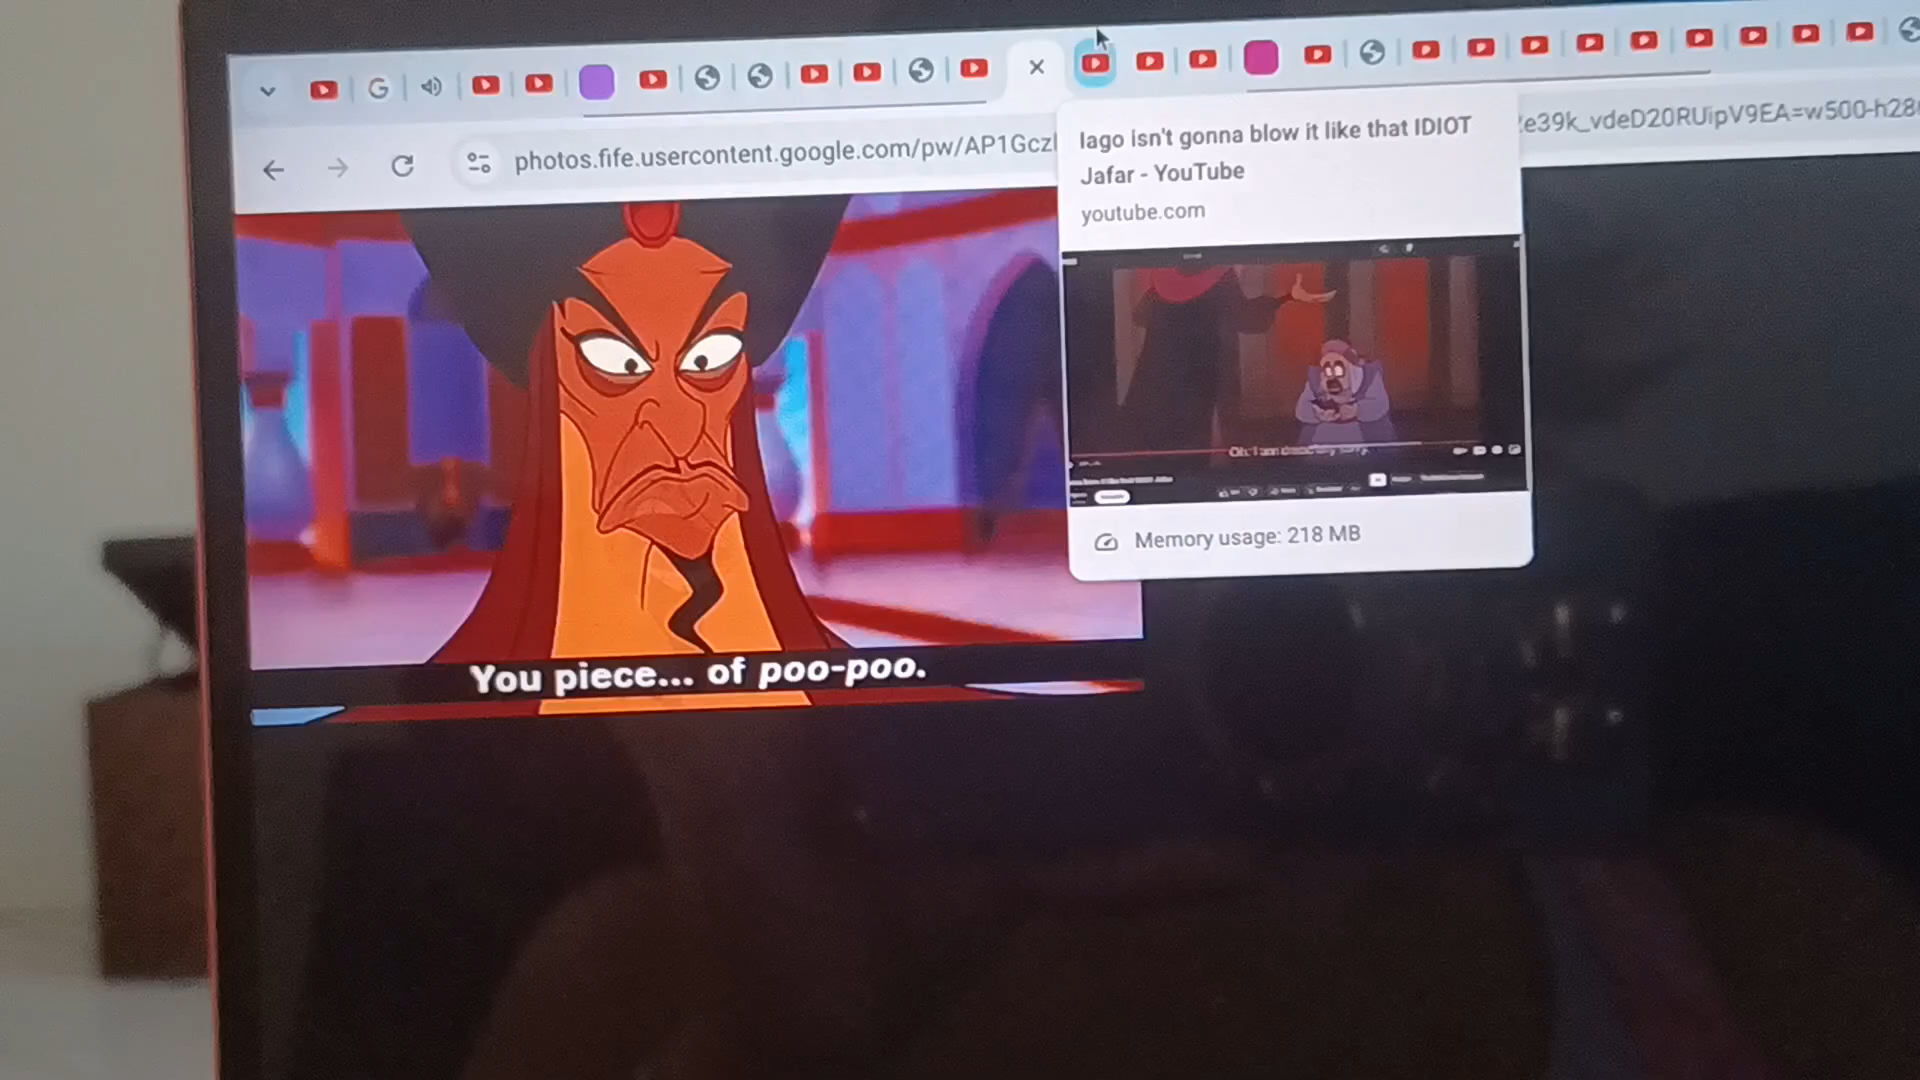 photos.fife.usercontent.google.com/pw/AP1Gcz
e39k_vdeD20RUipV9EA=w500-h28
Iago isn't gonna blow it like that IDIOT
Jafar - YouTube
youtube.com
Memory usage: 218 MB
You piece... of poo-poo.